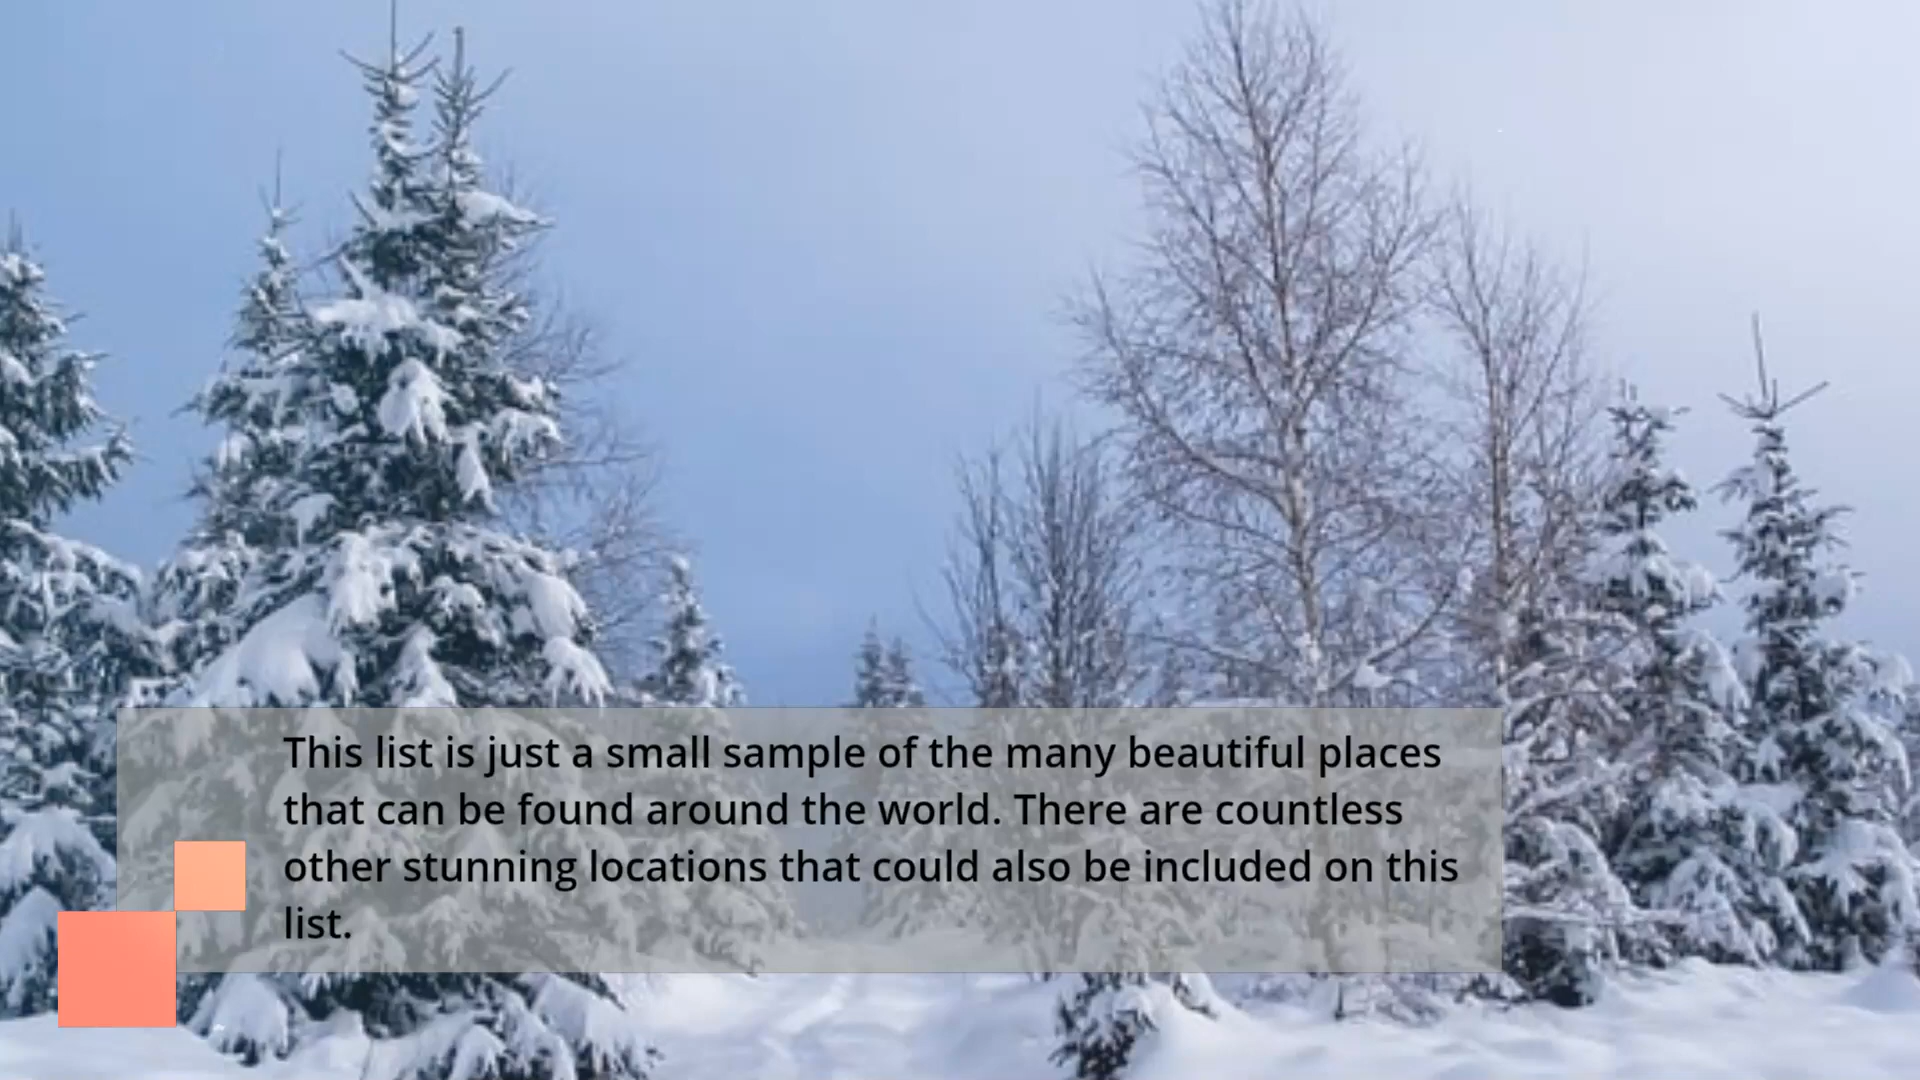 This list is just a small sample of the many beautiful places
that can be found around the world. There are countless
other stunning locations that could also be included on this
list.